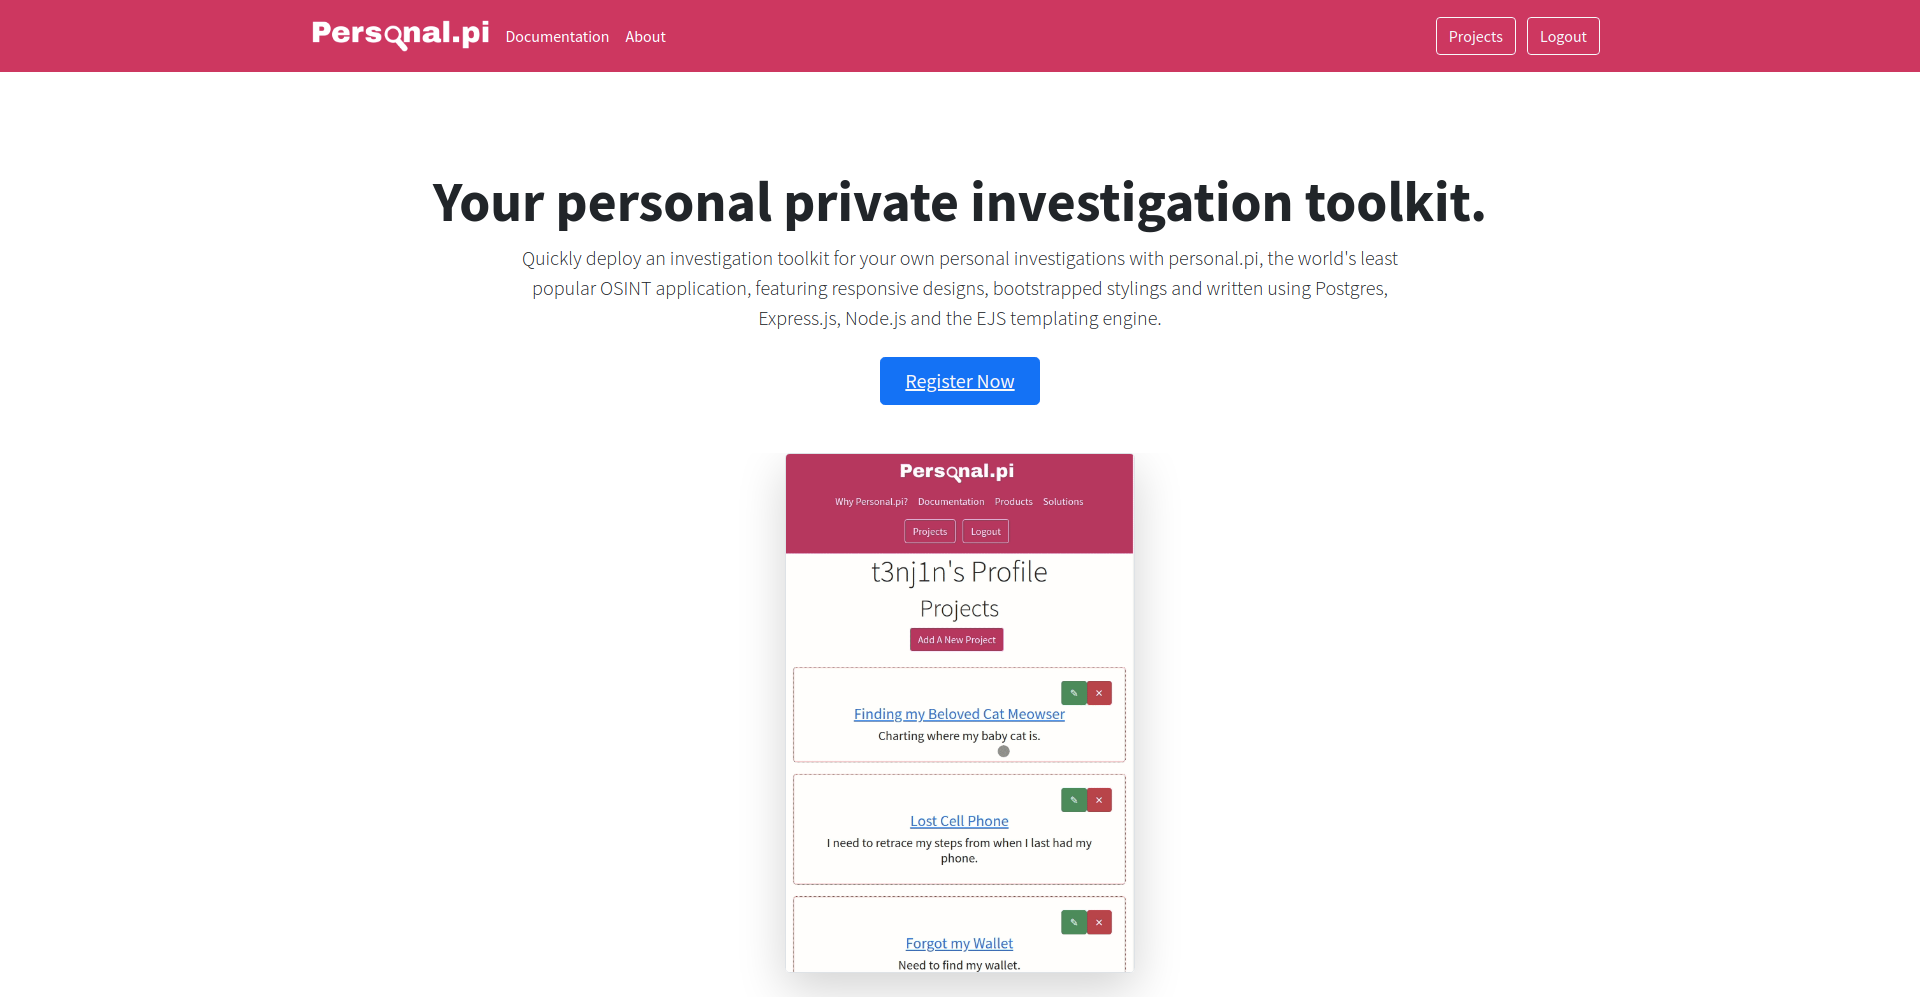 Personal.pi Documentation About Projects Logout
Your personal private investigation toolkit.
Quickly deploy an investigation toolkit for your own personal investigations with personal.pi, the world's least
popular OSINT application, featuring responsive designs, bootstrapped stylings and written using Postgres,
Express.js, Node.js and the EJS templating engine.
Register Now
Personal.pi
Why Personal.pi? Documentation Products Solutions
Projects Logout
t3nj1n's Profile
Projects
Add A New Project
✎ ✕
Finding my Beloved Cat Meowser
Charting where my baby cat is.
✎ ✕
Lost Cell Phone
I need to retrace my steps from when I last had my
phone.
✎ ✕
Forgot my Wallet
Need to find my wallet.